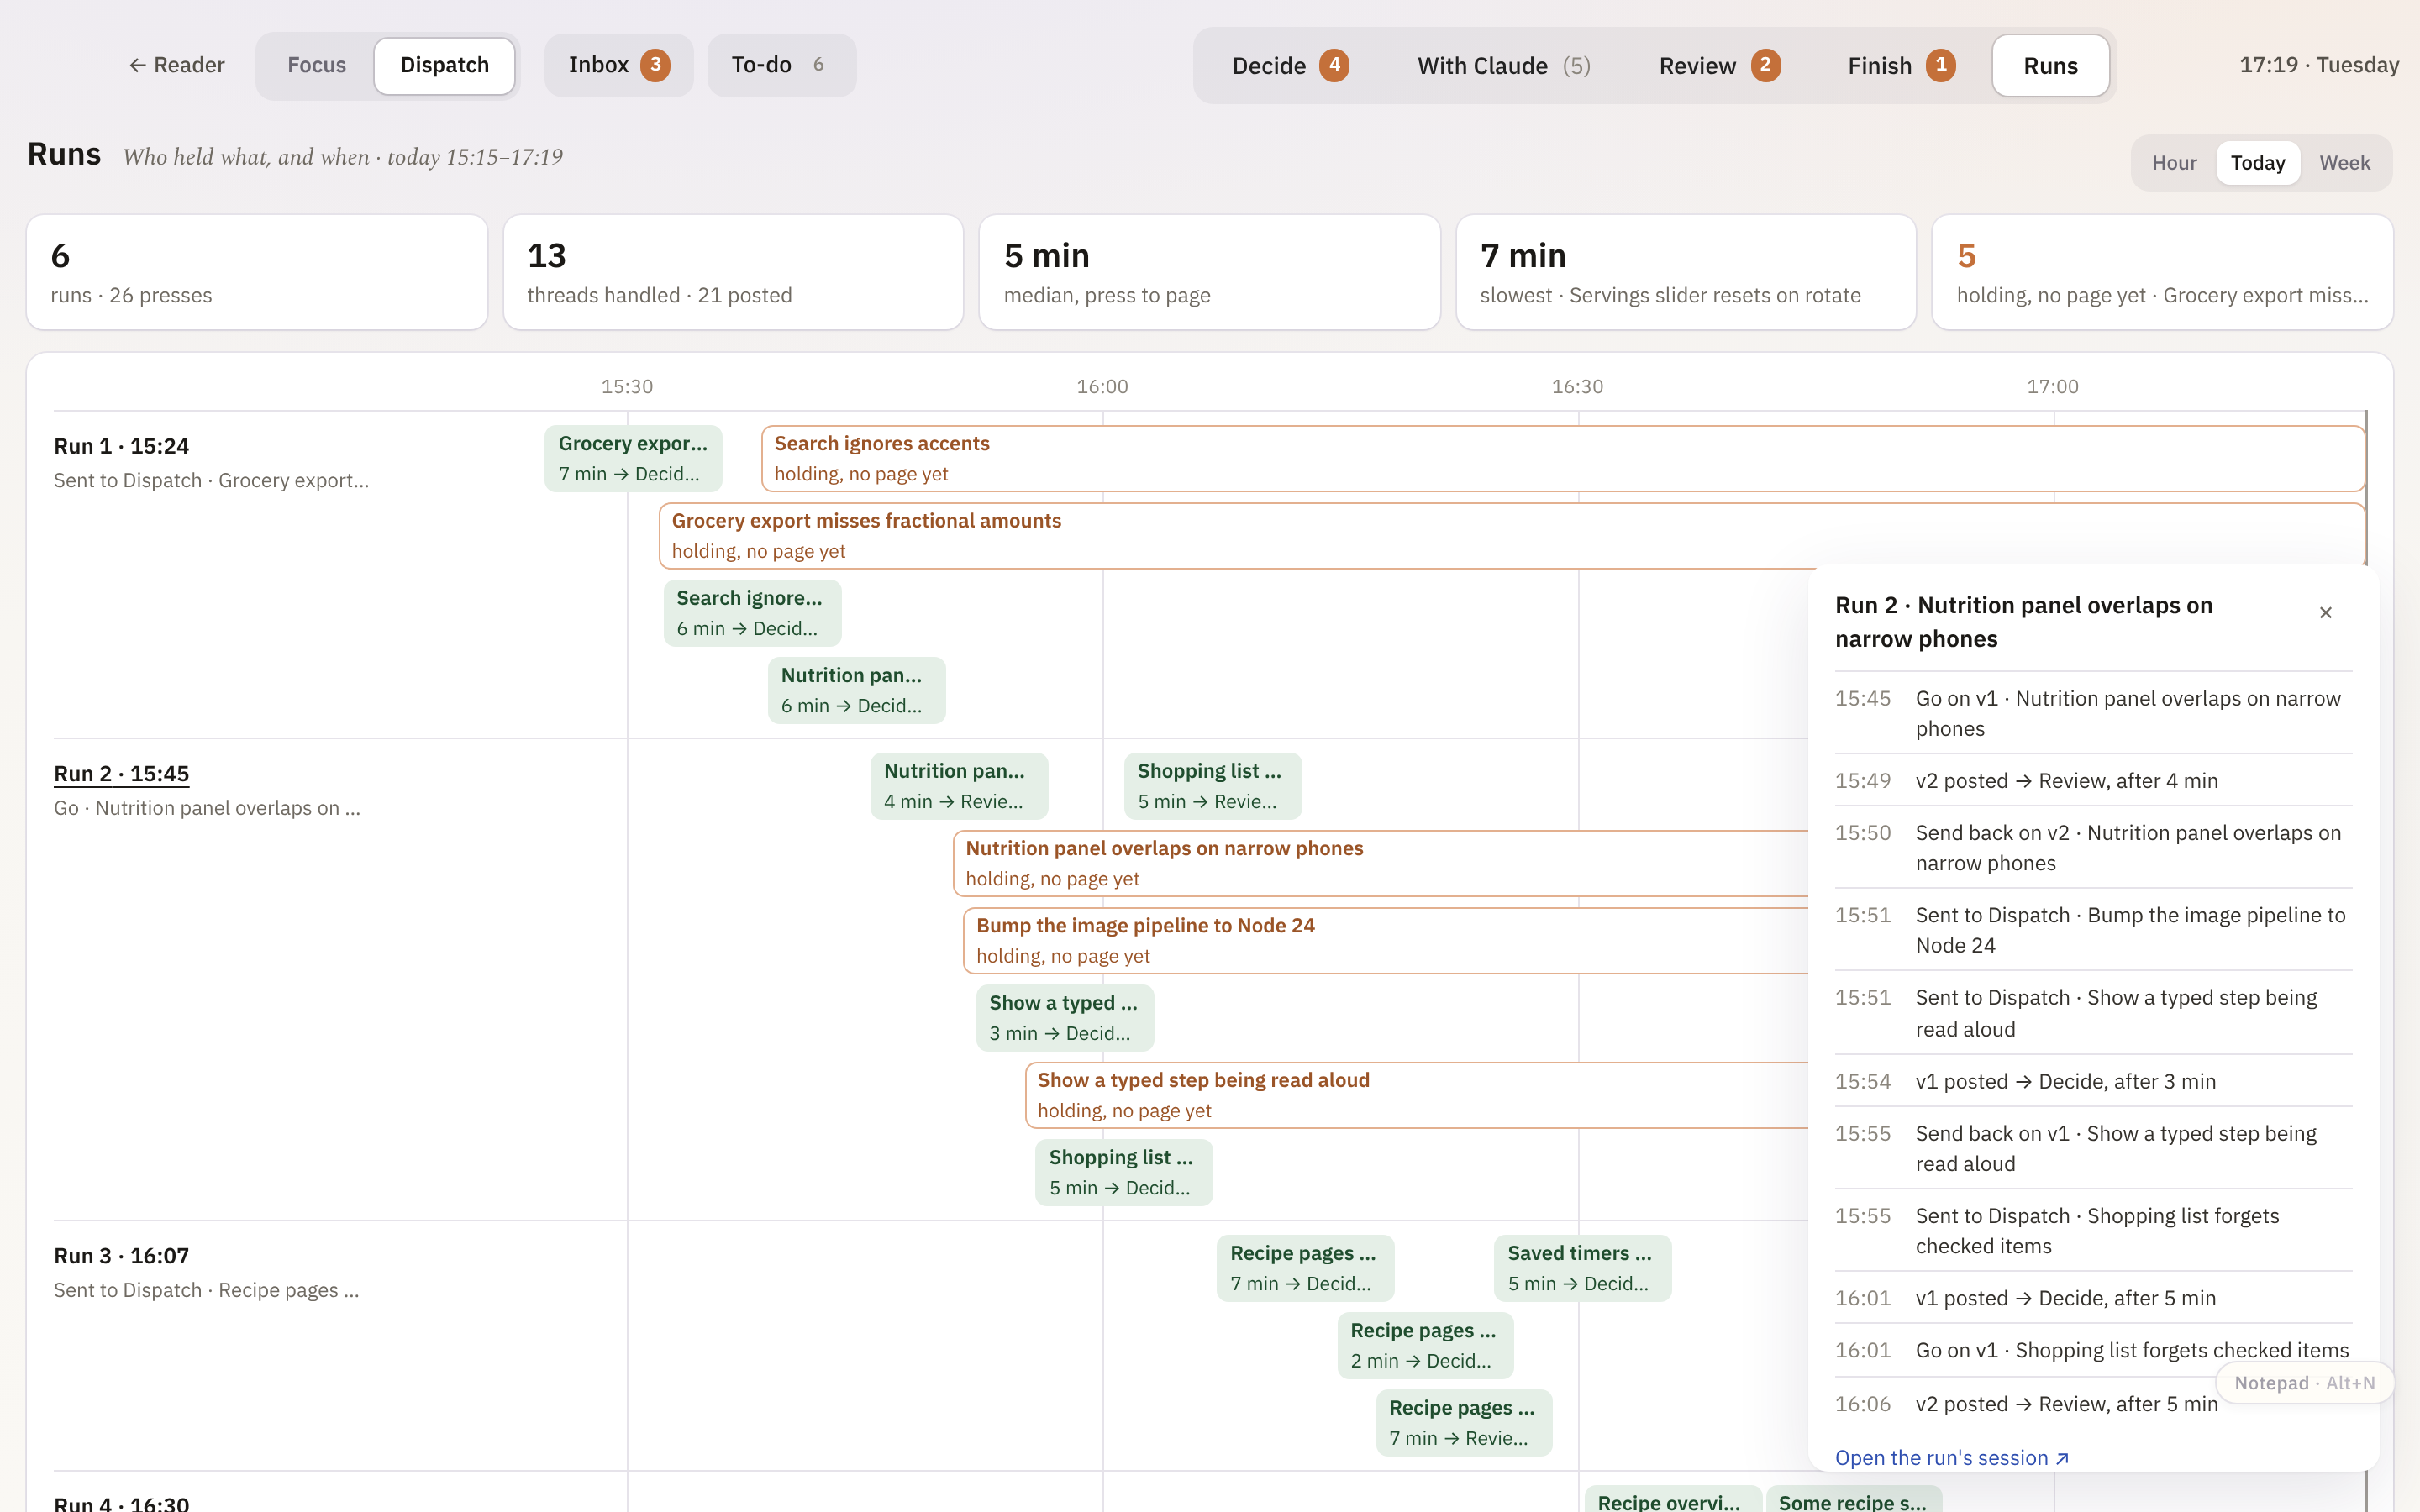 ← Reader
Focus
Dispatch
Inbox 3
To-do 6
Decide 4
With Claude (5)
Review 2
Finish 1
Runs
17:19 · Tuesday
Runs
Who held what, and when · today 15:15–17:19
Hour
Today
Week
6
runs · 26 presses
13
threads handled · 21 posted
5 min
median, press to page
7 min
slowest · Servings slider resets on rotate
5
holding, no page yet · Grocery export miss...
15:30
16:00
16:30
17:00
Run 1 · 15:24
Sent to Dispatch · Grocery export...
Grocery expor...
7 min → Decid...
Search ignores accents
holding, no page yet
Grocery export misses fractional amounts
holding, no page yet
Search ignore...
6 min → Decid...
Nutrition pan...
6 min → Decid...
Run 2 · 15:45
Go · Nutrition panel overlaps on ...
Nutrition pan...
4 min → Revie...
Shopping list ...
5 min → Revie...
Nutrition panel overlaps on narrow phones
holding, no page yet
Bump the image pipeline to Node 24
holding, no page yet
Show a typed ...
3 min → Decid...
Show a typed step being read aloud
holding, no page yet
Shopping list ...
5 min → Decid...
Run 3 · 16:07
Sent to Dispatch · Recipe pages ...
Recipe pages ...
7 min → Decid...
Saved timers ...
5 min → Decid...
Recipe pages ...
2 min → Decid...
Recipe pages ...
7 min → Revie...
Run 4 · 16:30
Recipe overvi...
Some recipe s...
Run 2 · Nutrition panel overlaps on
narrow phones
×
15:45 Go on v1 · Nutrition panel overlaps on narrow
phones
15:49 v2 posted → Review, after 4 min
15:50 Send back on v2 · Nutrition panel overlaps on
narrow phones
15:51 Sent to Dispatch · Bump the image pipeline to
Node 24
15:51 Sent to Dispatch · Show a typed step being
read aloud
15:54 v1 posted → Decide, after 3 min
15:55 Send back on v1 · Show a typed step being
read aloud
15:55 Sent to Dispatch · Shopping list forgets
checked items
16:01 v1 posted → Decide, after 5 min
16:01 Go on v1 · Shopping list forgets checked items
16:06 v2 posted → Review, after 5 min
Open the run's session ↗
Notepad · Alt+N